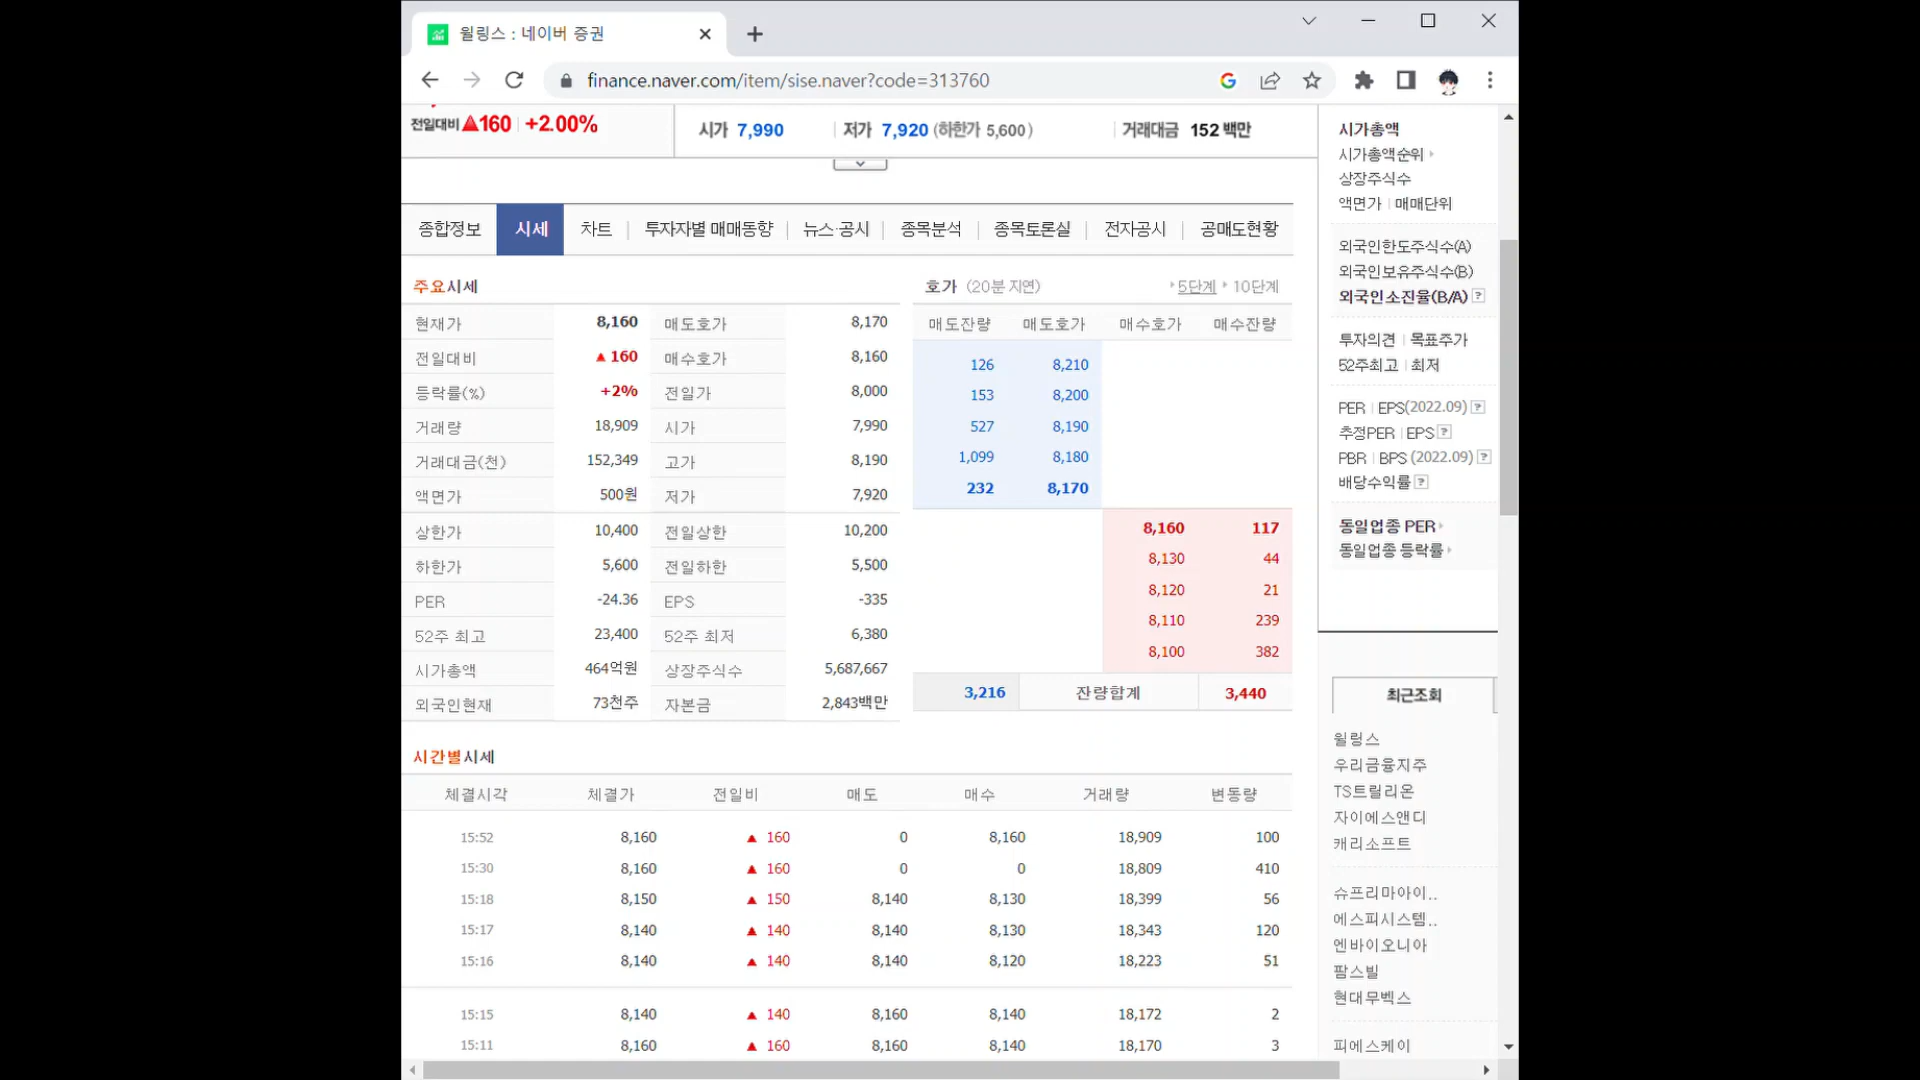 윌링스 : 네이버 증권
finance.naver.com/item/sise.naver?code=313760
전일대비 ▲160 +2.00%
시가 7,990 저가 7,920 (하한가 5,600) 거래대금 152 백만
종합정보 시세 차트 투자자별 매매동향 뉴스·공시 종목분석 종목토론실 전자공시 공매도현황
주요시세
현재가 8,160 매도호가 8,170
전일대비 ▲ 160 매수호가 8,160
등락률(%) +2% 전일가 8,000
거래량 18,909 시가 7,990
거래대금(천) 152,349 고가 8,190
액면가 500원 저가 7,920
상한가 10,400 전일상한 10,200
하한가 5,600 전일하한 5,500
PER -24.36 EPS -335
52주 최고 23,400 52주 최저 6,380
시가총액 464억원 상장주식수 5,687,667
외국인현재 73천주 자본금 2,843백만
호가 (20분 지연) 5단계 10단계
매도잔량 매도호가 매수호가 매수잔량
126 8,210
153 8,200
527 8,190
1,099 8,180
232 8,170
8,160 117
8,130 44
8,120 21
8,110 239
8,100 382
3,216 잔량합계 3,440
시간별시세
체결시각 체결가 전일비 매도 매수 거래량 변동량
15:52 8,160 ▲ 160 0 8,160 18,909 100
15:30 8,160 ▲ 160 0 0 18,809 410
15:18 8,150 ▲ 150 8,140 8,130 18,399 56
15:17 8,140 ▲ 140 8,140 8,130 18,343 120
15:16 8,140 ▲ 140 8,140 8,120 18,223 51
15:15 8,140 ▲ 140 8,160 8,140 18,172 2
15:11 8,160 ▲ 160 8,160 8,140 18,170 3
시가총액
시가총액순위
상장주식수
액면가 매매단위
외국인한도주식수(A)
외국인보유주식수(B)
외국인소진율(B/A) ?
투자의견 목표주가
52주최고 최저
PER EPS(2022.09) ?
추정PER EPS ?
PBR BPS (2022.09) ?
배당수익률 ?
동일업종 PER
동일업종 등락률
최근조회
윌링스
우리금융지주
TS트릴리온
자이에스앤디
캐리소프트
슈프리마아이..
에스피시스템..
엔바이오니아
팜스빌
현대무벡스
피에스케이